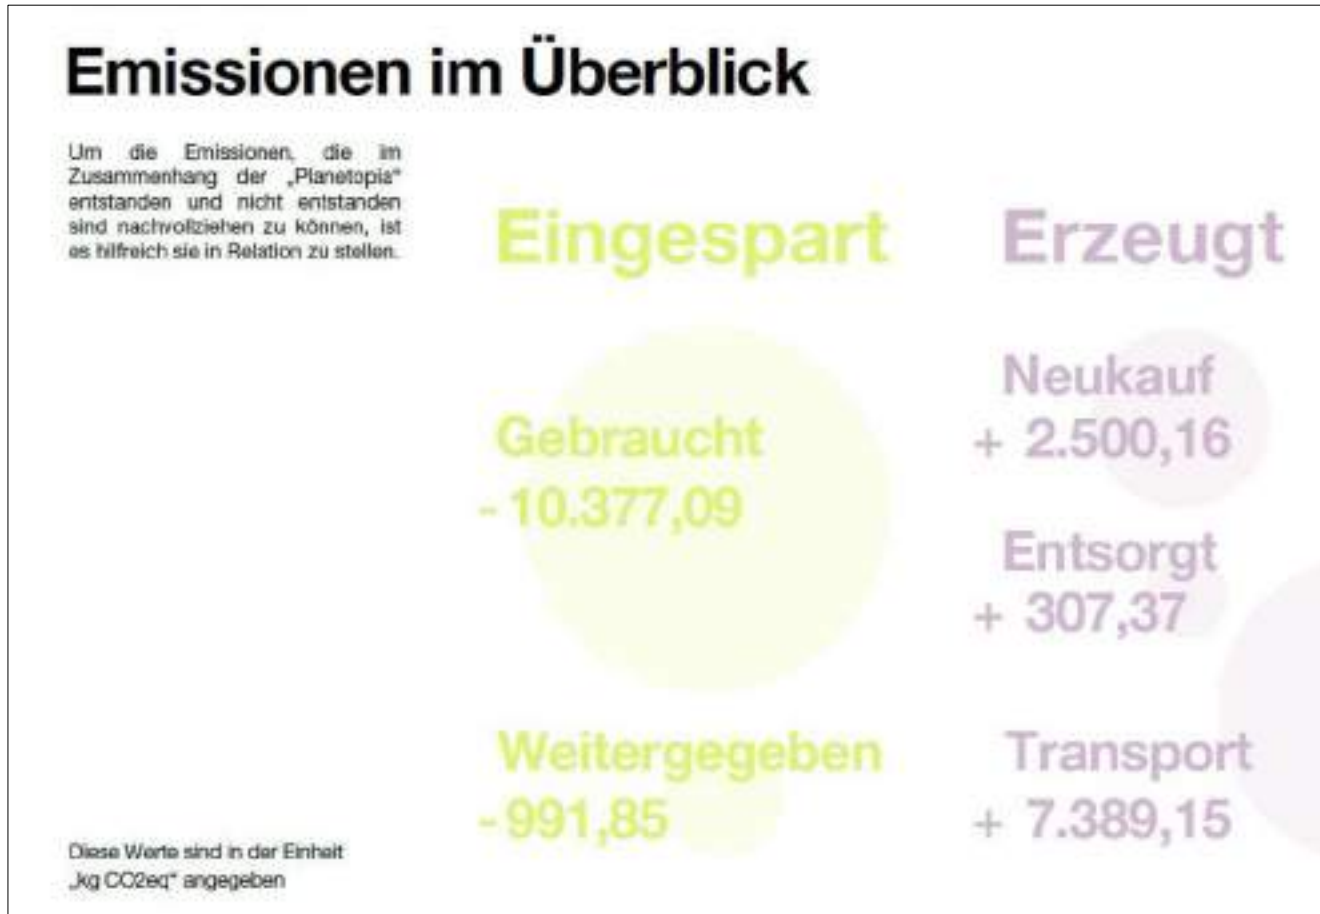 Emissionen im Überblick
Um die Emissionen, die im
Zusammenhang der „Planetopia“
entstanden und nicht entstanden
sind nachvollziehen zu können, ist
es hilfreich sie in Relation zu stellen.
Eingespart
Gebraucht
- 10.377,09
Weitergegeben
- 991,85
Erzeugt
Neukauf
+ 2.500,16
Entsorgt
+ 307,37
Transport
+ 7.389,15
Diese Werte sind in der Einheit
„kg CO2eq“ angegeben